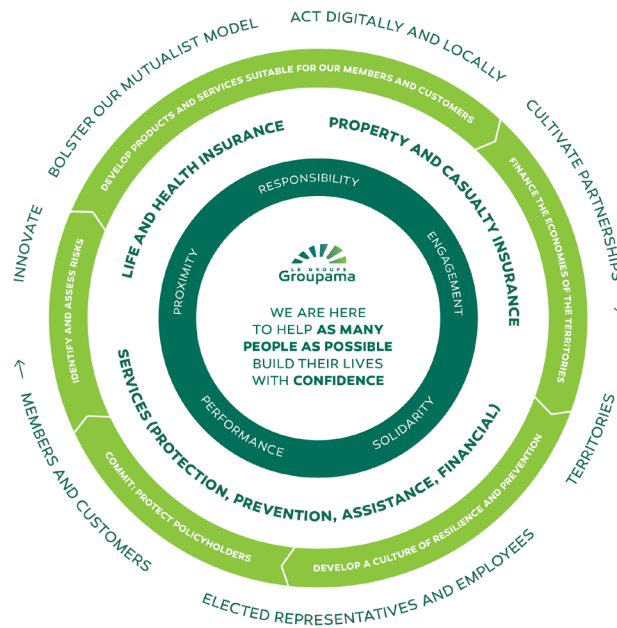 INNOVATE
BOLSTER OUR MUTUALIST MODEL
ACT DIGITALLY AND LOCALLY
CULTIVATE PARTNERSHIPS
TERRITORIES
ELECTED REPRESENTATIVES AND EMPLOYEES
→ MEMBERS AND CUSTOMERS
IDENTIFY AND ASSESS RISKS
DEVELOP PRODUCTS AND SERVICES SUITABLE FOR OUR MEMBERS AND CUSTOMERS
FINANCE THE ECONOMIES OF THE TERRITORIES
DEVELOP A CULTURE OF RESILIENCE AND PREVENTION
COMMIT: PROTECT POLICYHOLDERS
LIFE AND HEALTH INSURANCE
PROPERTY AND CASUALTY INSURANCE
SERVICES (PROTECTION, PREVENTION, ASSISTANCE, FINANCIAL)
PROXIMITY
RESPONSIBILITY
ENGAGEMENT
SOLIDARITY
PERFORMANCE
LE GROUPE
Groupama
WE ARE HERE
TO HELP AS MANY
PEOPLE AS POSSIBLE
BUILD THEIR LIVES
WITH CONFIDENCE